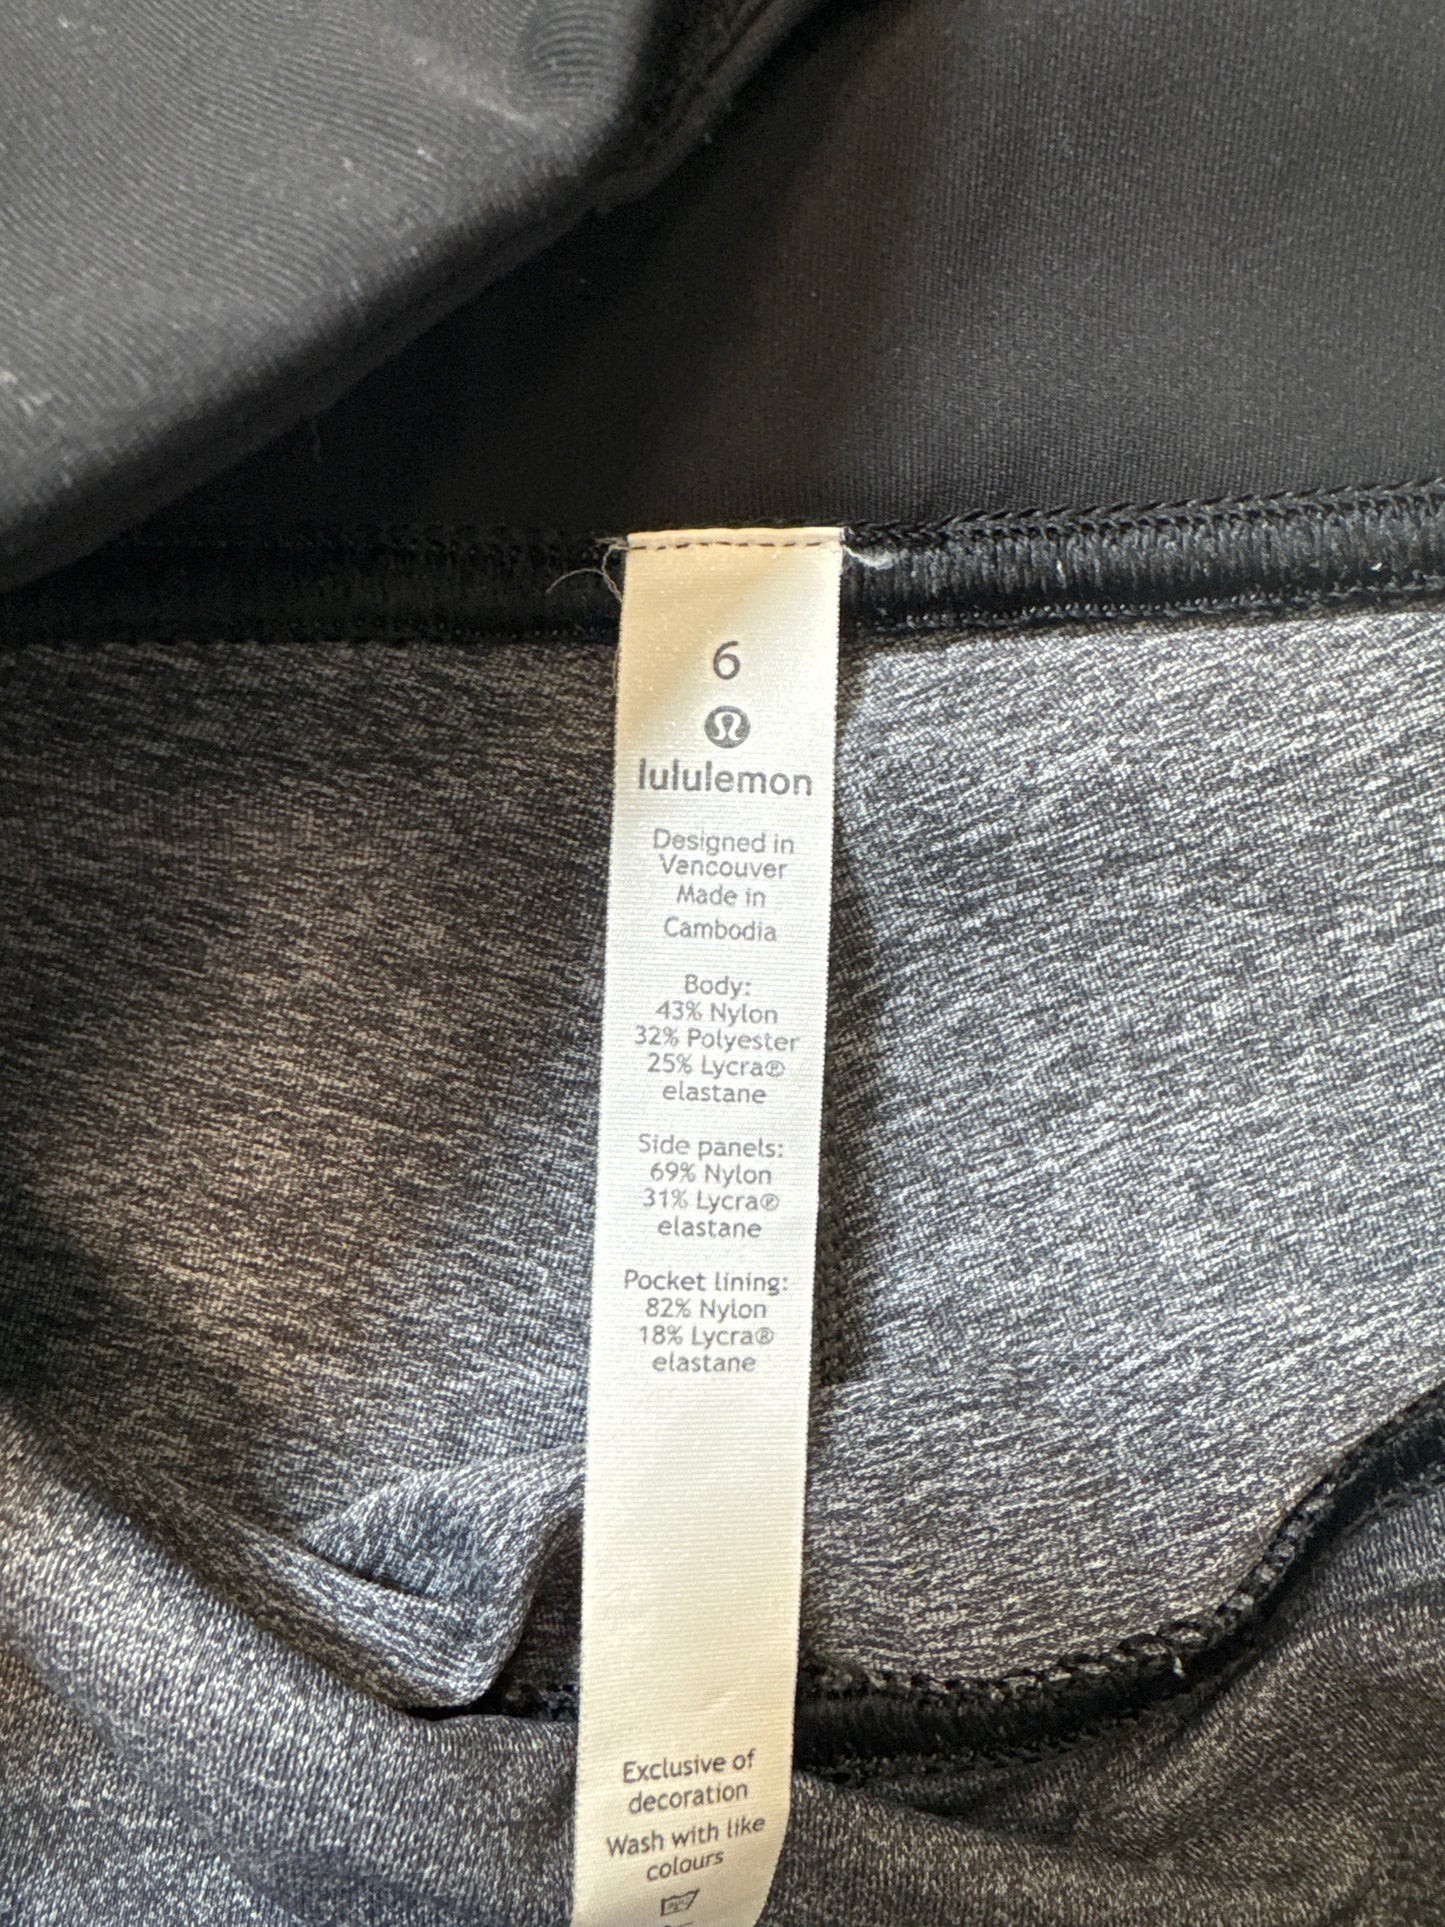 6
lululemon
Designed in
Vancouver
Made in
Cambodia
Body:
43% Nylon
32% Polyester
25% Lycra®
elastane
Side panels:
69% Nylon
31% Lycra®
elastane
Pocket lining:
82% Nylon
18% Lycra®
elastane
Exclusive of
decoration
Wash with like
colours